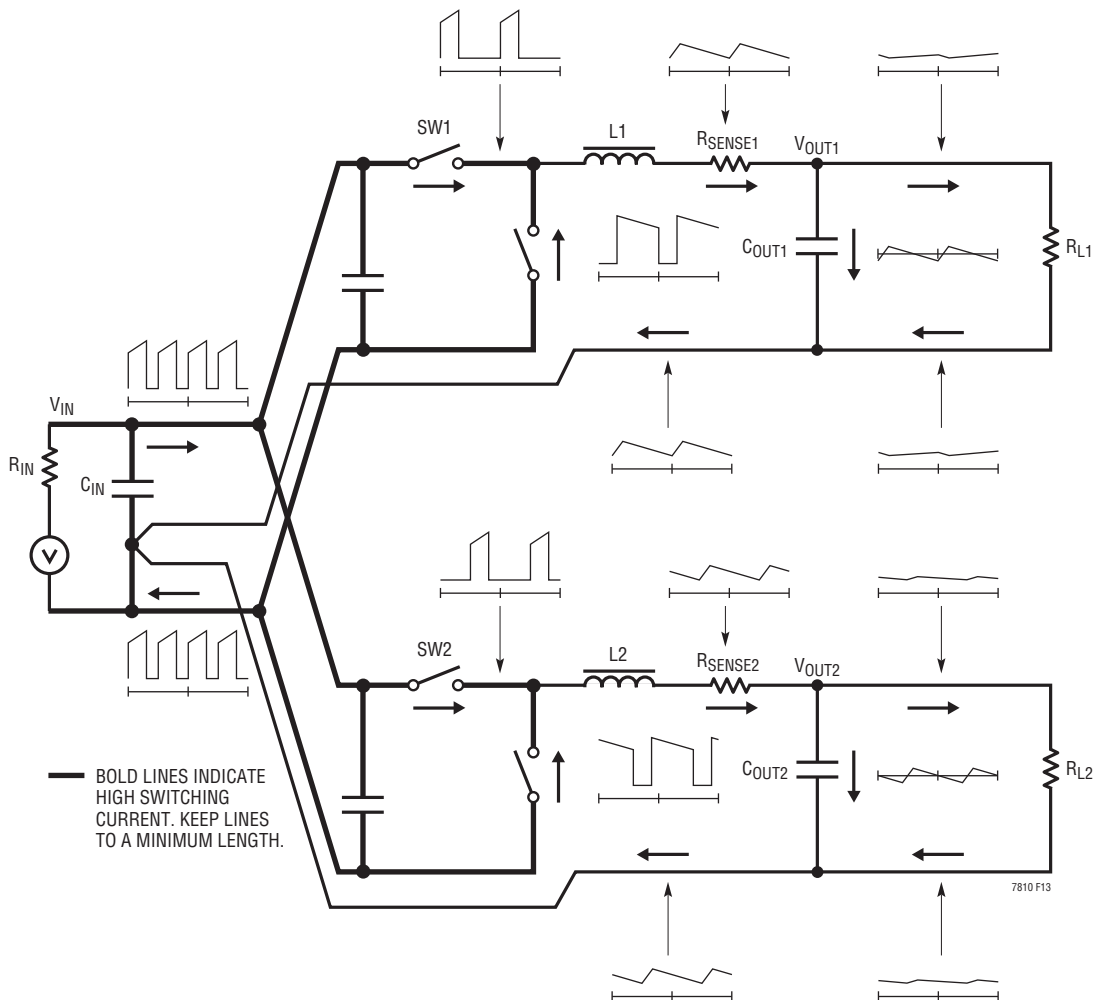 SW1
L1
RSENSE1
VOUT1
COUT1
RL1
VIN
RIN
CIN
V
SW2
L2
RSENSE2
VOUT2
COUT2
RL2
BOLD LINES INDICATE
HIGH SWITCHING
CURRENT. KEEP LINES
TO A MINIMUM LENGTH.
7810 F13